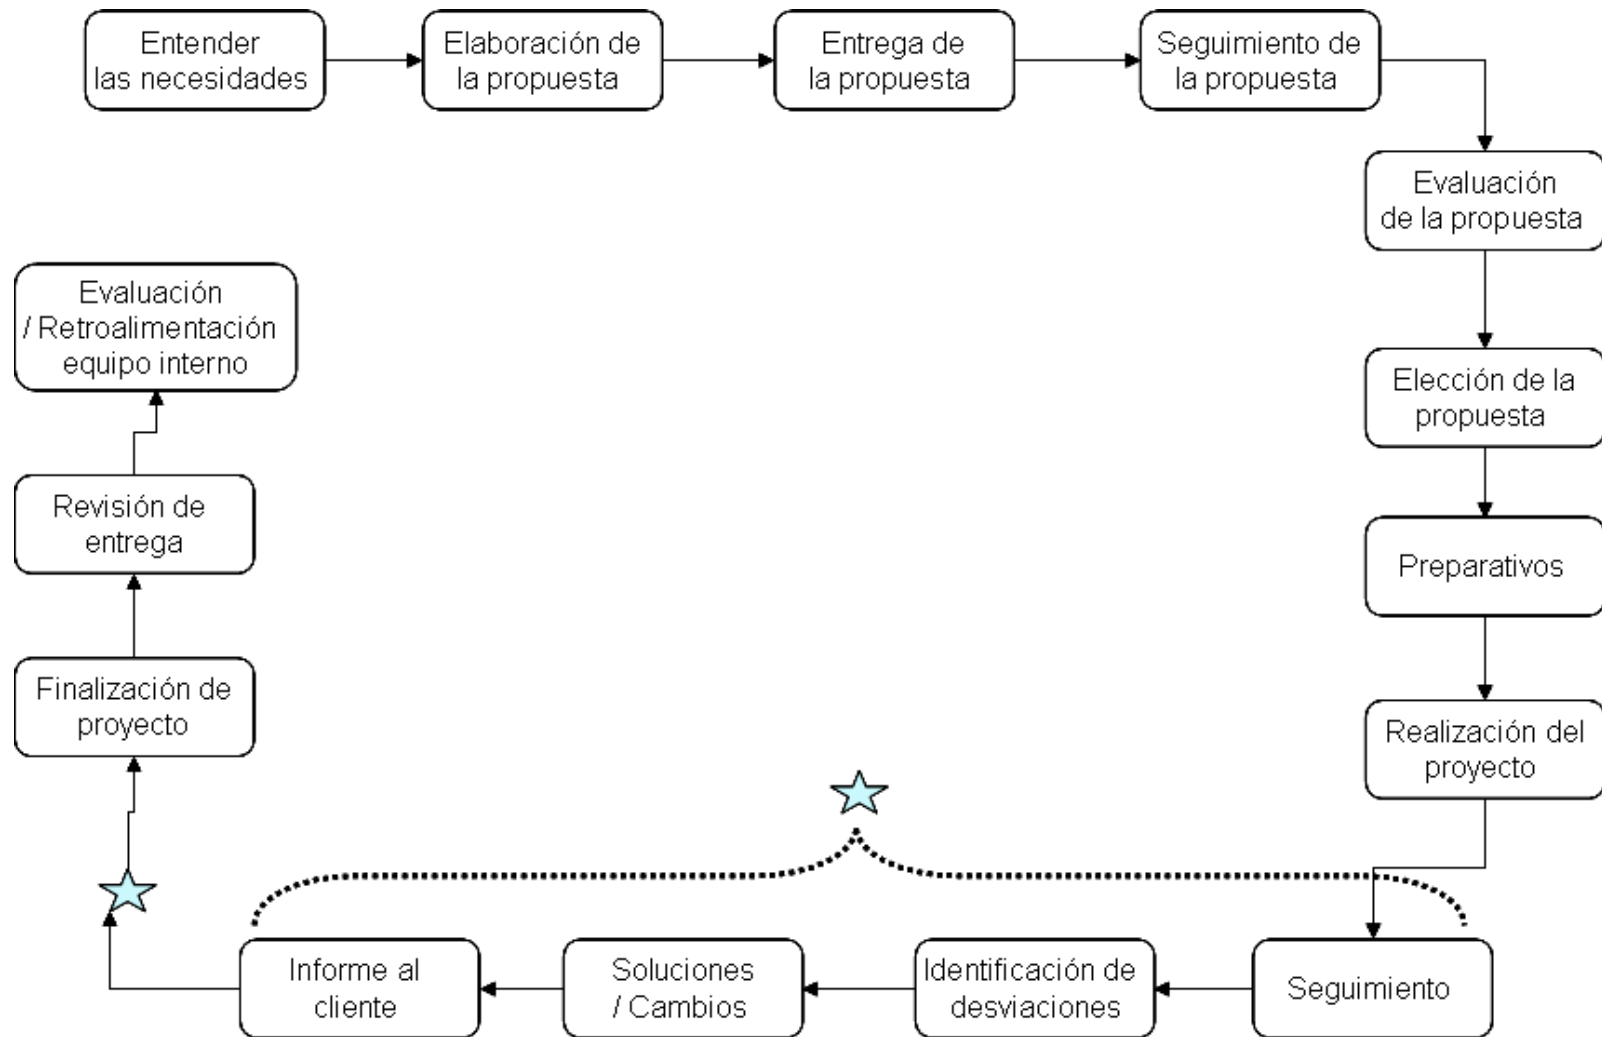 Entender
las necesidades
Elaboración de
la propuesta
Entrega de
la propuesta
Seguimiento de
la propuesta
Evaluación
de la propuesta
Elección de la
propuesta
Preparativos
Realización del
proyecto
Seguimiento
Identificación de
desviaciones
Soluciones
/ Cambios
Informe al
cliente
Finalización de
proyecto
Revisión de
entrega
Evaluación
/ Retroalimentación
equipo interno